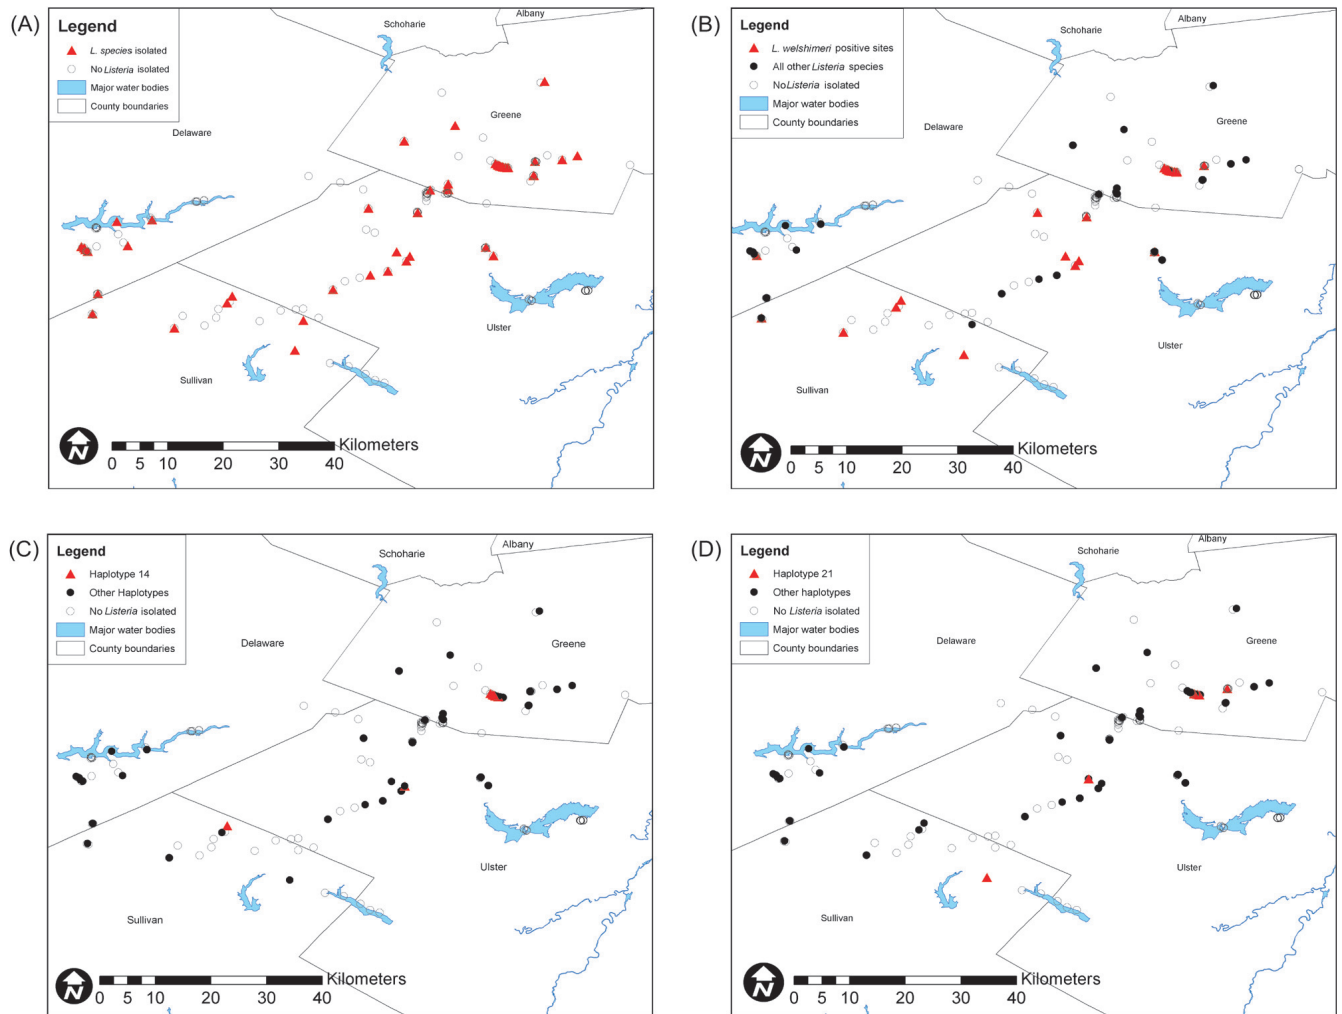 (A)
Legend
L. species isolated
No Listeria isolated
Major water bodies
County boundaries
Schoharie
Albany
Greene
Delaware
Ulster
Sullivan
N
Kilometers
0 5 10 20 30 40
(B)
Legend
L. welshimeri positive sites
All other Listeria species
No Listeria isolated
Major water bodies
County boundaries
Schoharie
Albany
Greene
Delaware
Ulster
Sullivan
N
Kilometers
0 5 10 20 30 40
(C)
Legend
Haplotype 14
Other Haplotypes
No Listeria isolated
Major water bodies
County boundaries
Schoharie
Albany
Delaware
Greene
Ulster
Sullivan
N
Kilometers
0 5 10 20 30 40
(D)
Legend
Haplotype 21
Other haplotypes
No Listeria isolated
Major water bodies
County boundaries
Schoharie
Albany
Delaware
Greene
Ulster
Sullivan
N
Kilometers
0 5 10 20 30 40